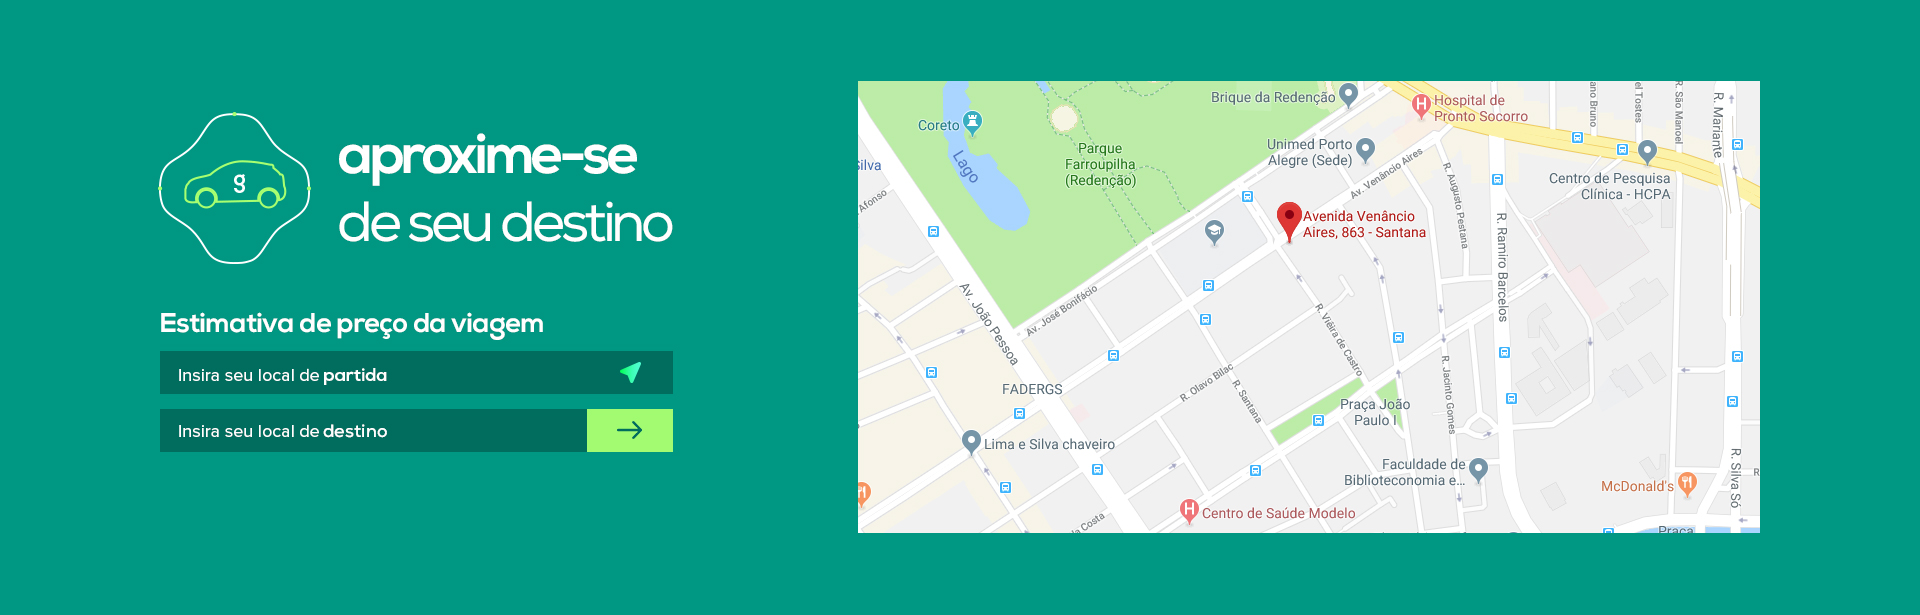 g
aproxime-se
de seu destino
Estimativa de preço da viagem
Insira seu local de partida
Insira seu local de destino
Brique da Redenção
Hospital de
Pronto Socorro
Coreto
Lago
Parque
Farroupilha
(Redenção)
Unimed Porto
Alegre (Sede)
Av. Venâncio Aires
R. Augusto Pestana
Centro de Pesquisa
Clínica - HCPA
R. São Manoel
R. Mariante
Silva
Afonso
Avenida Venâncio
Aires, 863 - Santana
R. Ramiro Barcelos
Av. João Pessoa
Av. José Bonifácio
R. Vieira de Castro
R. Olavo Bilac
R. Santana
R. Jacinto Gomes
FADERGS
Praça João
Paulo I
Lima e Silva chaveiro
Faculdade de
Biblioteconomia e...
McDonald's
R. Silva Só
Centro de Saúde Modelo
da Costa
Praça